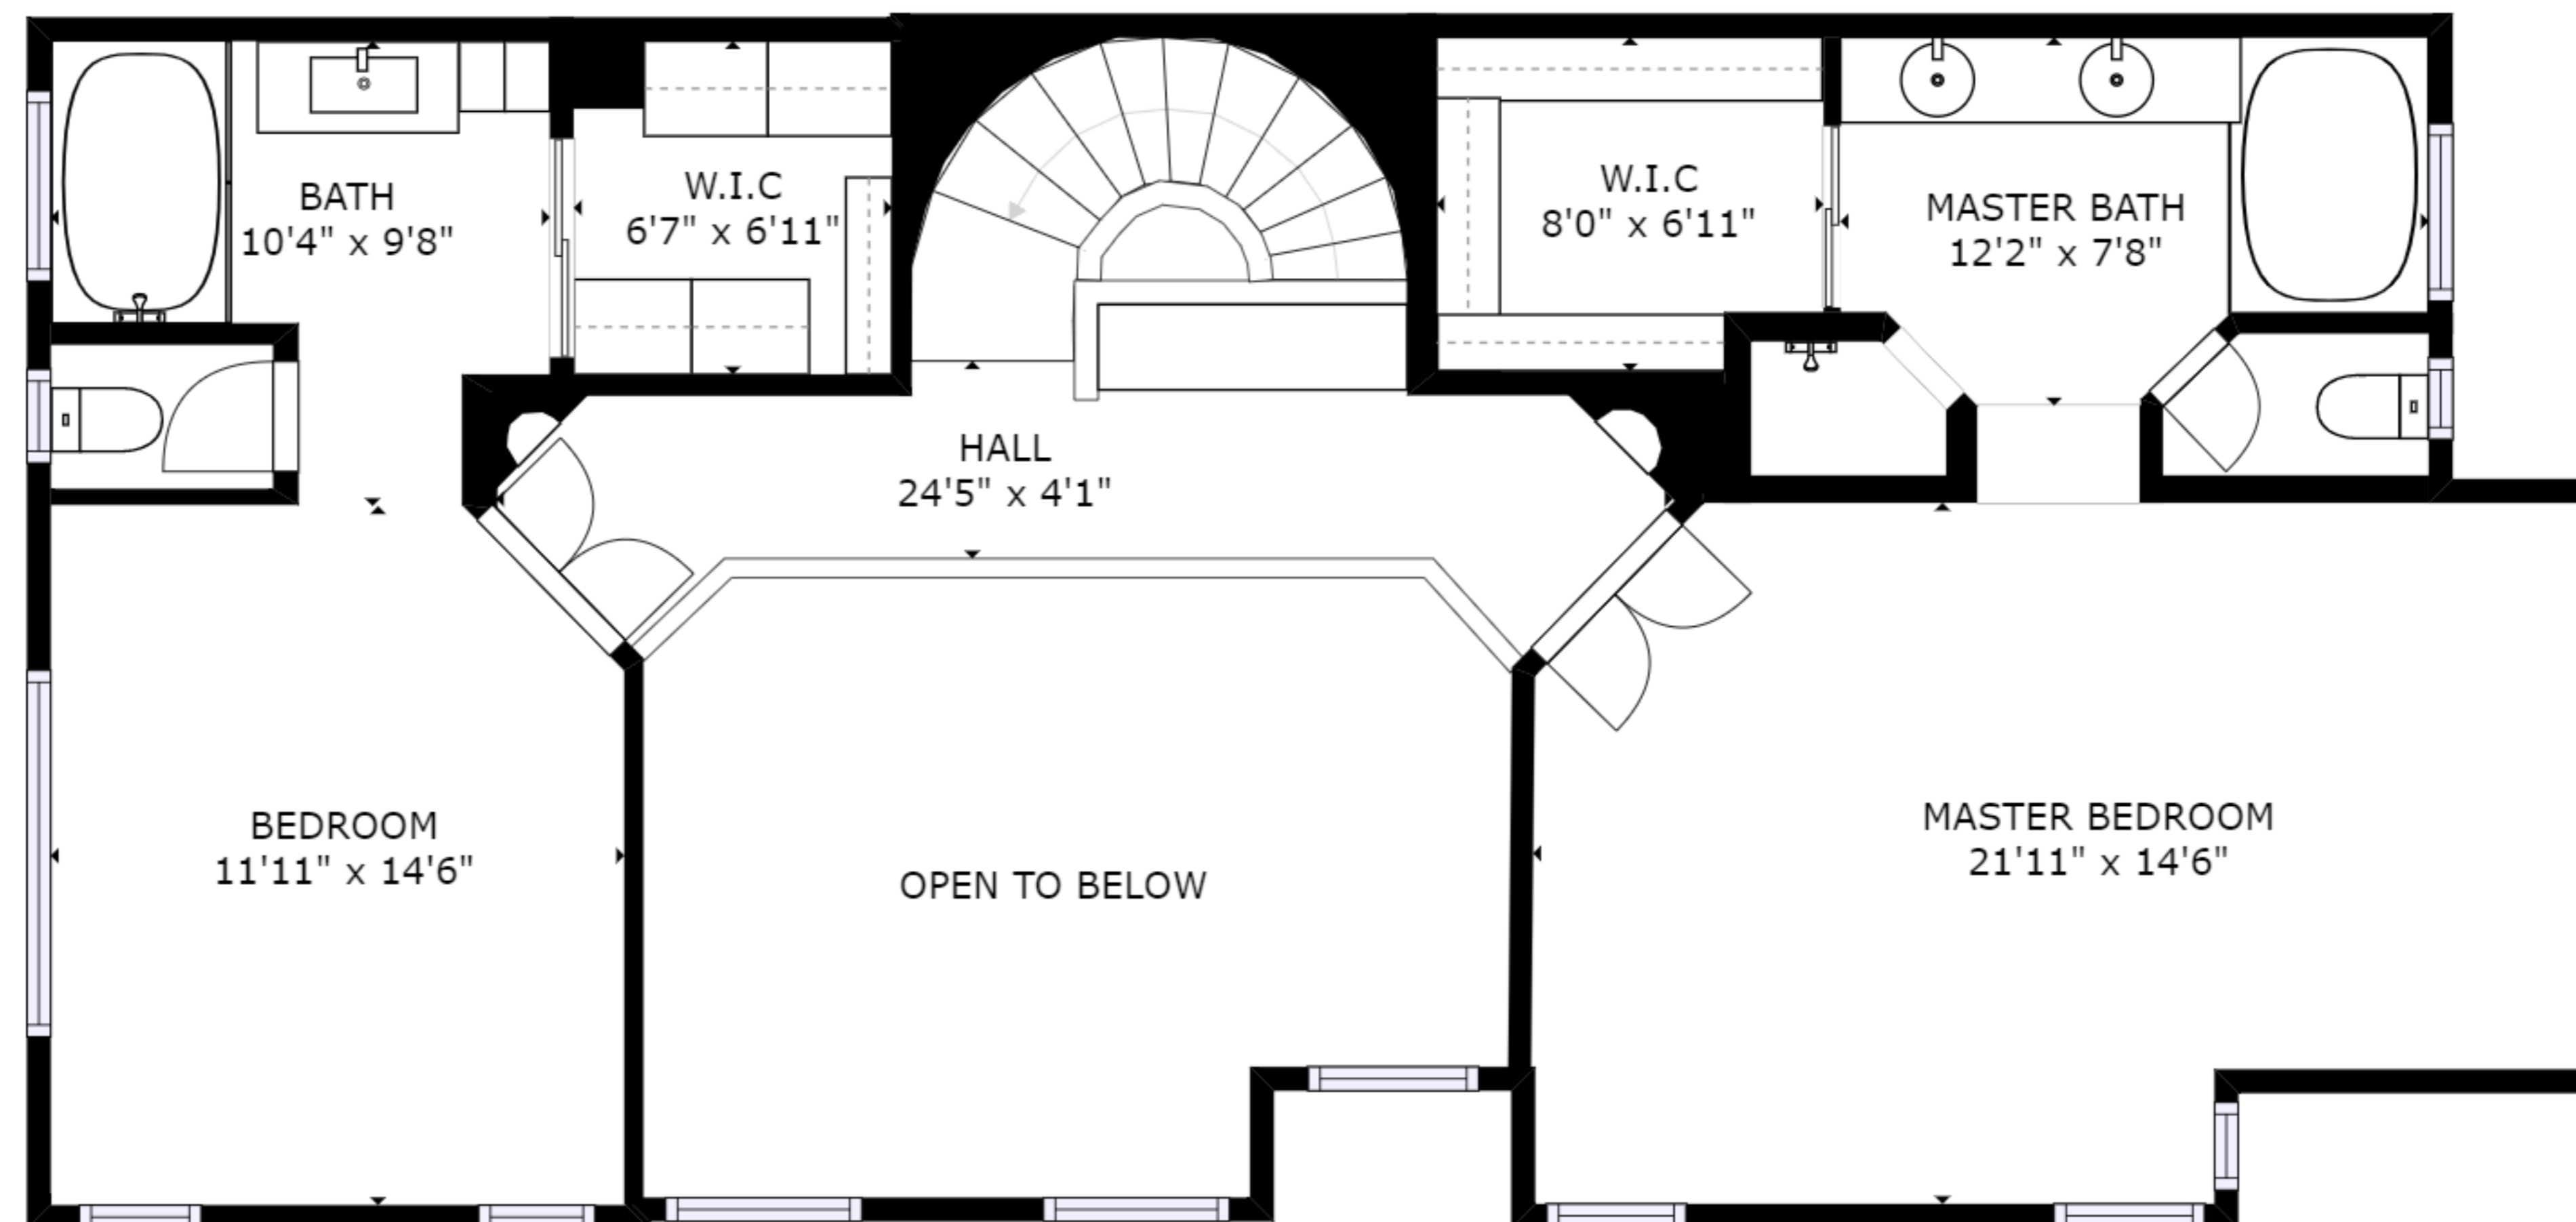 BATH
10'4" x 9'8"
W.I.C
6'7" x 6'11"
W.I.C
8'0" x 6'11"
MASTER BATH
12'2" x 7'8"
HALL
24'5" x 4'1"
BEDROOM
11'11" x 14'6"
OPEN TO BELOW
MASTER BEDROOM
21'11" x 14'6"